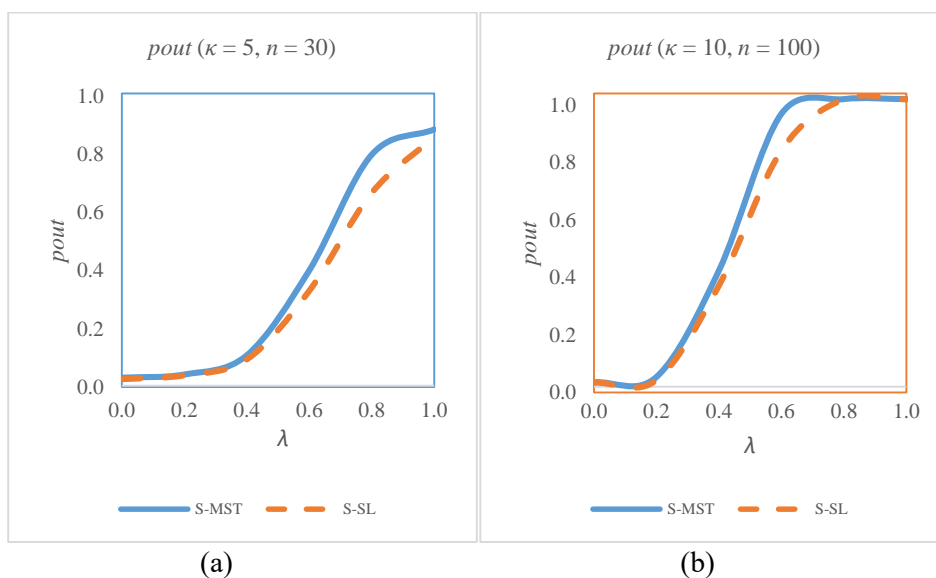 pout (κ = 5, n = 30)
1.0
0.8
0.6
0.4
0.2
0.0
pout
0.0 0.2 0.4 0.6 0.8 1.0
λ
S-MST S-SL
(a)
pout (κ = 10, n = 100)
1.0
0.8
0.6
0.4
0.2
0.0
pout
0.0 0.2 0.4 0.6 0.8 1.0
λ
S-MST S-SL
(b)